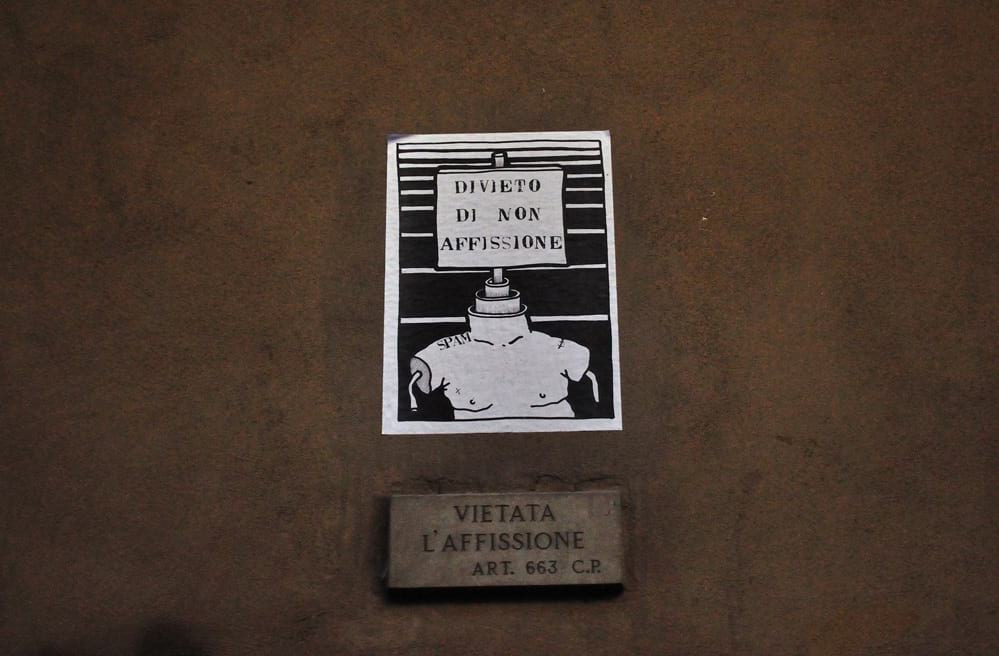 DIVIETO
DI NON
AFFISSIONE
SPAM
VIETATA
L'AFFISSIONE
ART. 663 C.P.